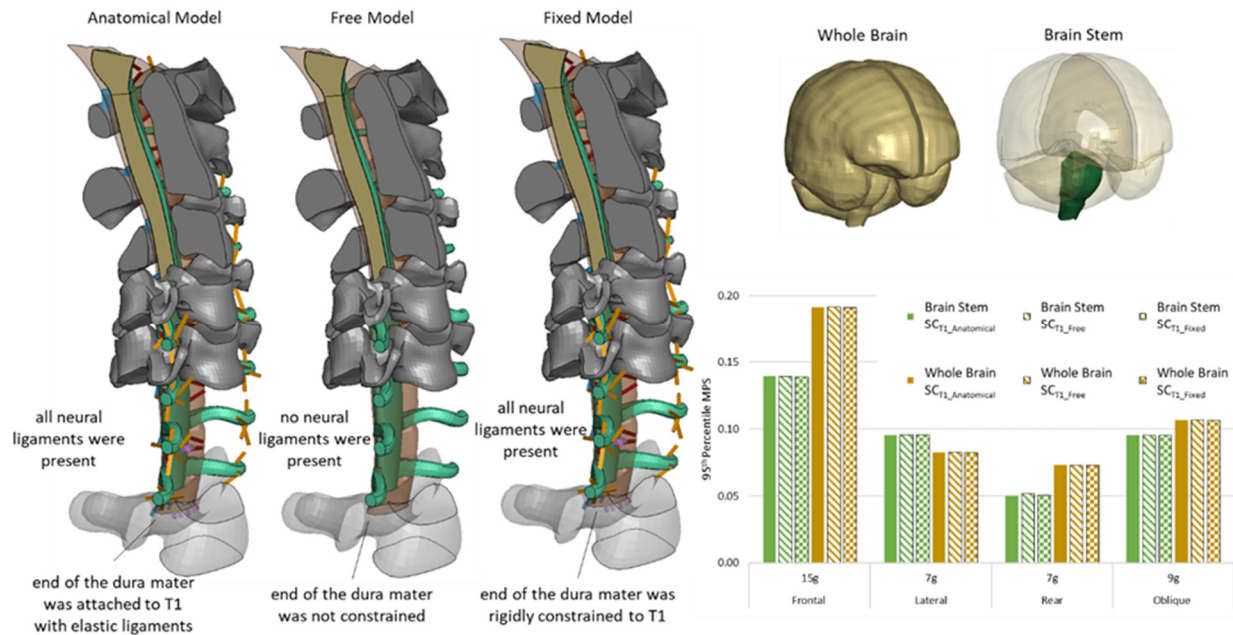 Anatomical Model
Free Model
Fixed Model
all neural
ligaments were
present
no neural
ligaments were
present
all neural
ligaments were
present
end of the dura mater
was attached to T1
with elastic ligaments
end of the dura mater
was not constrained
end of the dura mater was
rigidly constrained to T1
Whole Brain
Brain Stem
95th Percentile MPS
0.20
0.15
0.10
0.05
0.00
Brain Stem
SCT1_Anatomical
Brain Stem
SCT1_Free
Brain Stem
SCT1_Fixed
Whole Brain
SCT1_Anatomical
Whole Brain
SCT1_Free
Whole Brain
SCT1_Fixed
15g
7g
7g
9g
Frontal
Lateral
Rear
Oblique